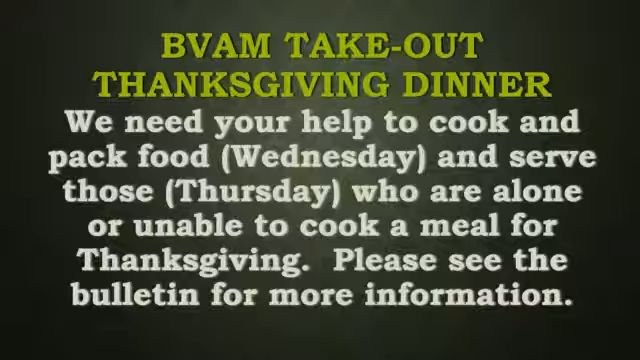 BVAM TAKE-OUT
THANKSGIVING DINNER
We need your help to cook and
pack food (Wednesday) and serve
those (Thursday) who are alone
or unable to cook a meal for
Thanksgiving.  Please see the
bulletin for more information.